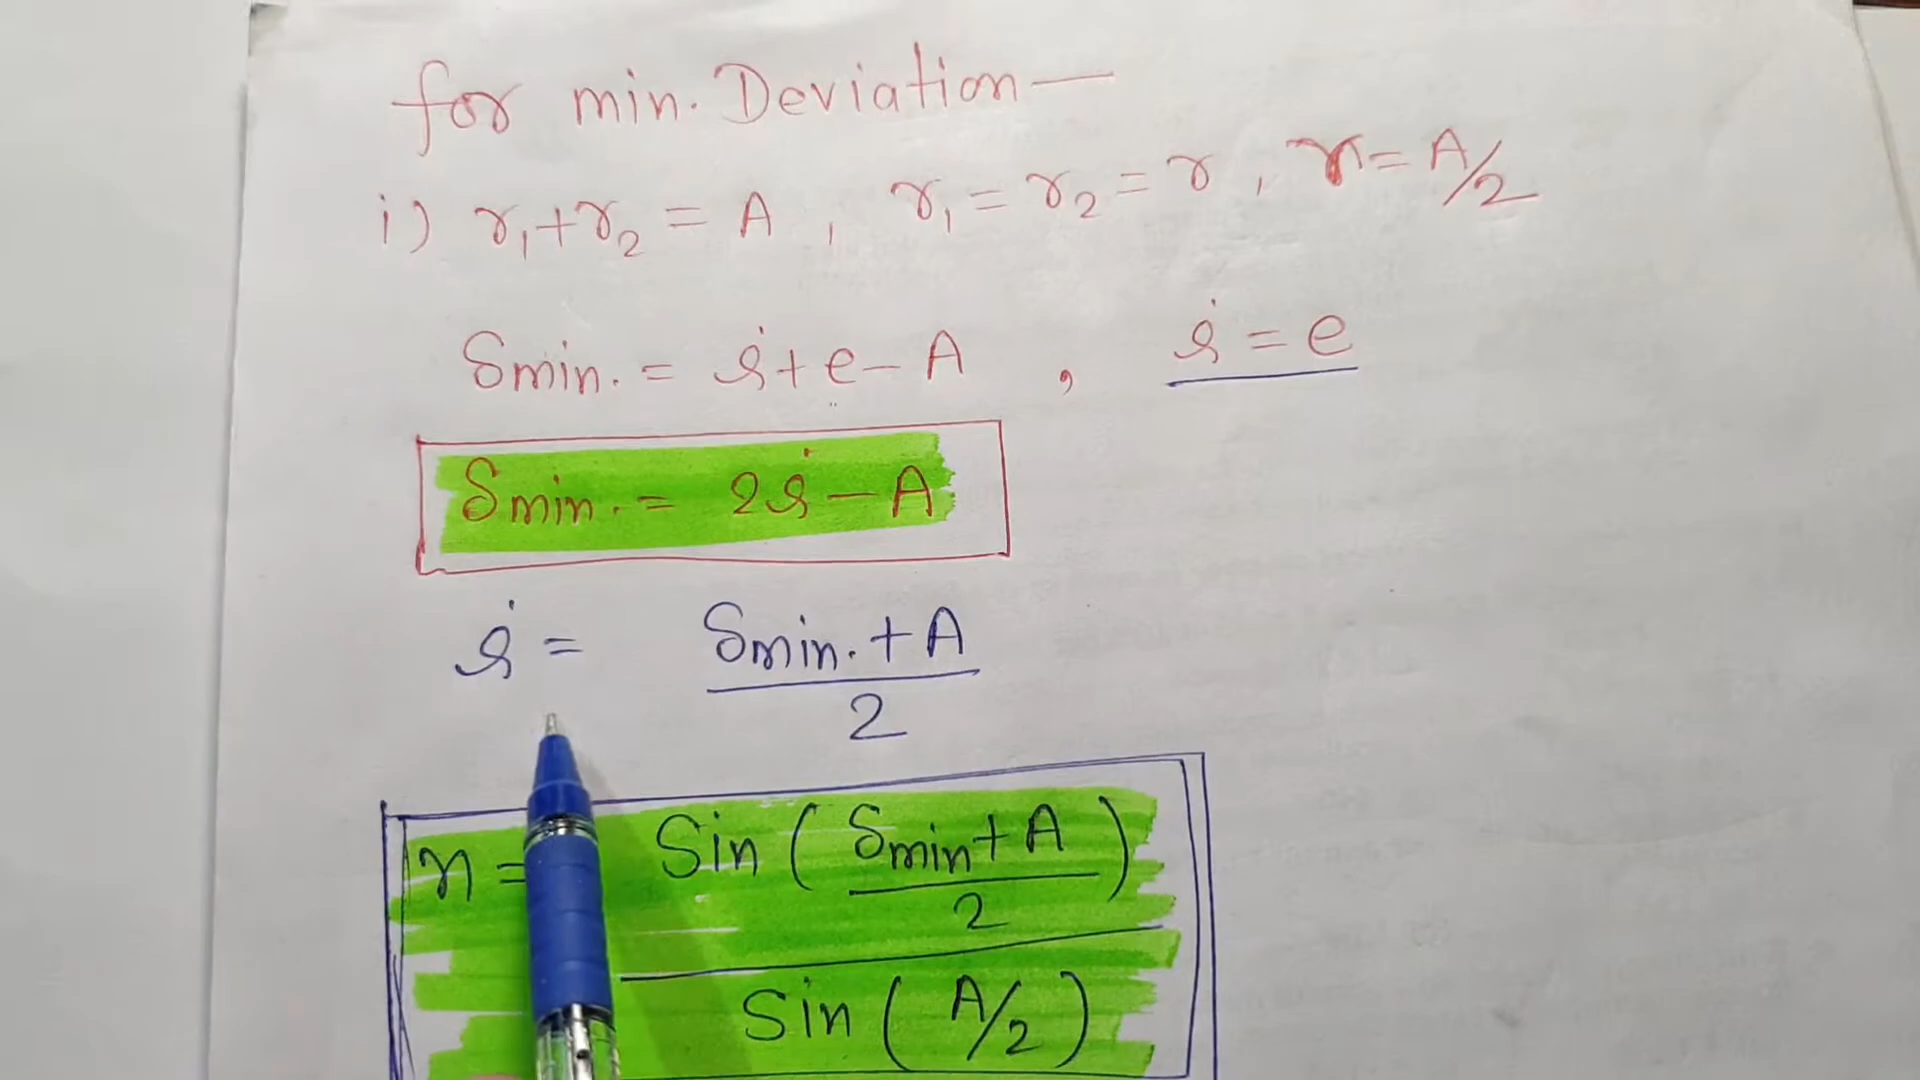 for min. Deviation —
i) r₁+r₂ = A , r₁ = r₂ = r , r = A/2
δmin. = i+e-A , i = e
δmin. = 2i - A
i = δmin. + A / 2
n = Sin ( δmin + A / 2 ) / Sin ( A/2 )